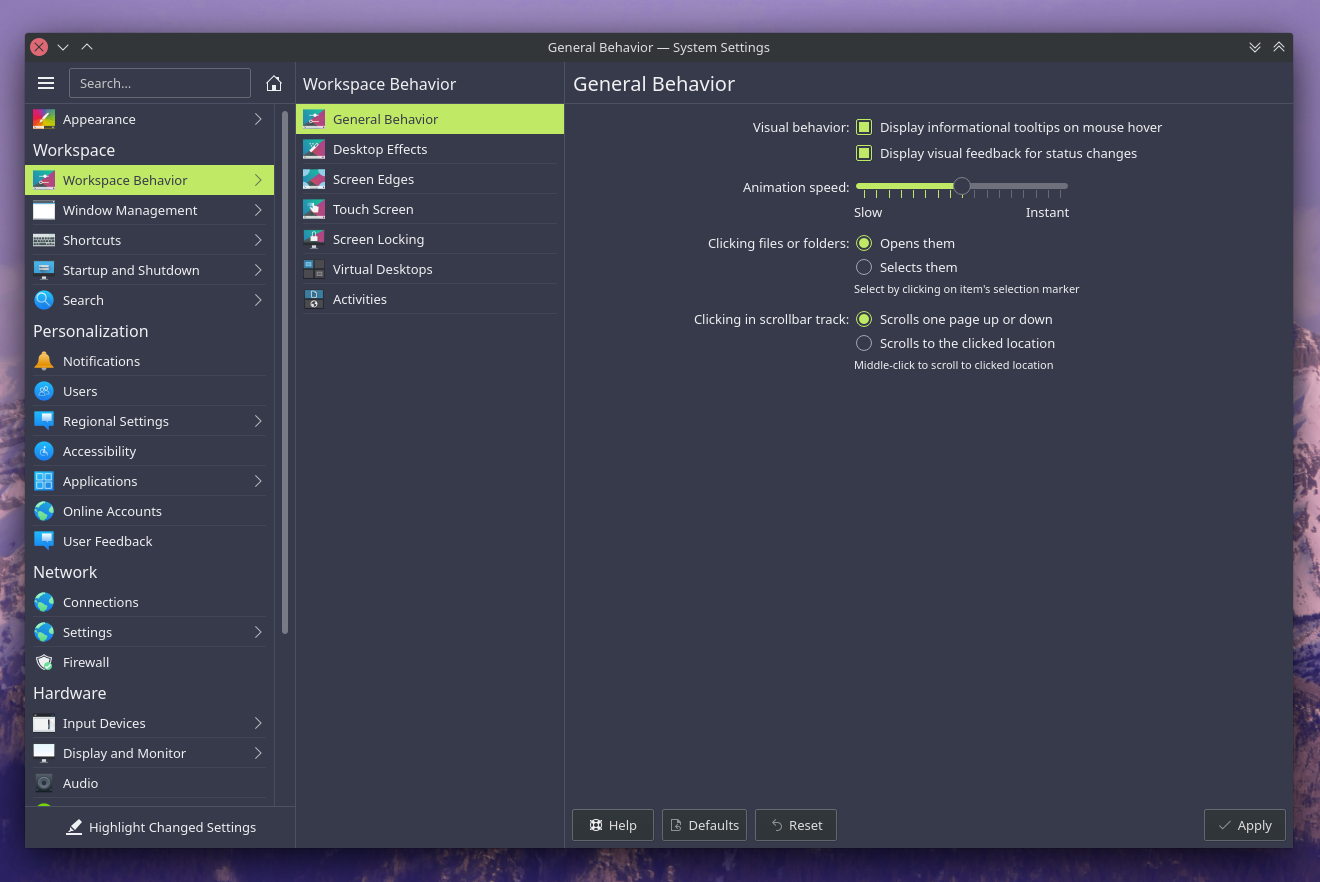 General Behavior — System Settings
Search...
Appearance
Workspace
Workspace Behavior
Window Management
Shortcuts
Startup and Shutdown
Search
Personalization
Notifications
Users
Regional Settings
Accessibility
Applications
Online Accounts
User Feedback
Network
Connections
Settings
Firewall
Hardware
Input Devices
Display and Monitor
Audio
Highlight Changed Settings
Workspace Behavior
General Behavior
Desktop Effects
Screen Edges
Touch Screen
Screen Locking
Virtual Desktops
Activities
General Behavior
Visual behavior: Display informational tooltips on mouse hover
Display visual feedback for status changes
Animation speed:
Slow Instant
Clicking files or folders: Opens them
Selects them
Select by clicking on item's selection marker
Clicking in scrollbar track: Scrolls one page up or down
Scrolls to the clicked location
Middle-click to scroll to clicked location
Help Defaults Reset Apply